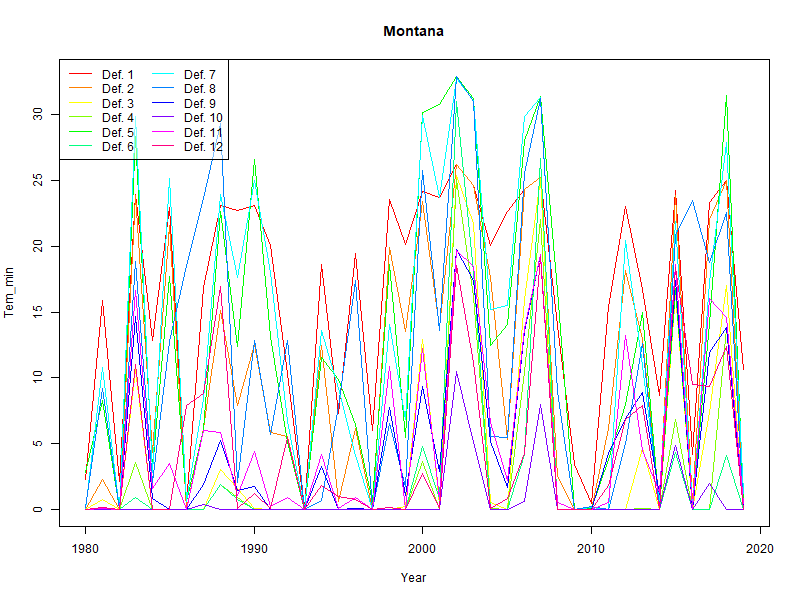 Montana
Def. 1 Def. 7
Def. 2 Def. 8
Def. 3 Def. 9
Def. 4 Def. 10
Def. 5 Def. 11
Def. 6 Def. 12
Tem_min
30
25
20
15
10
5
0
1980 1990 2000 2010 2020
Year